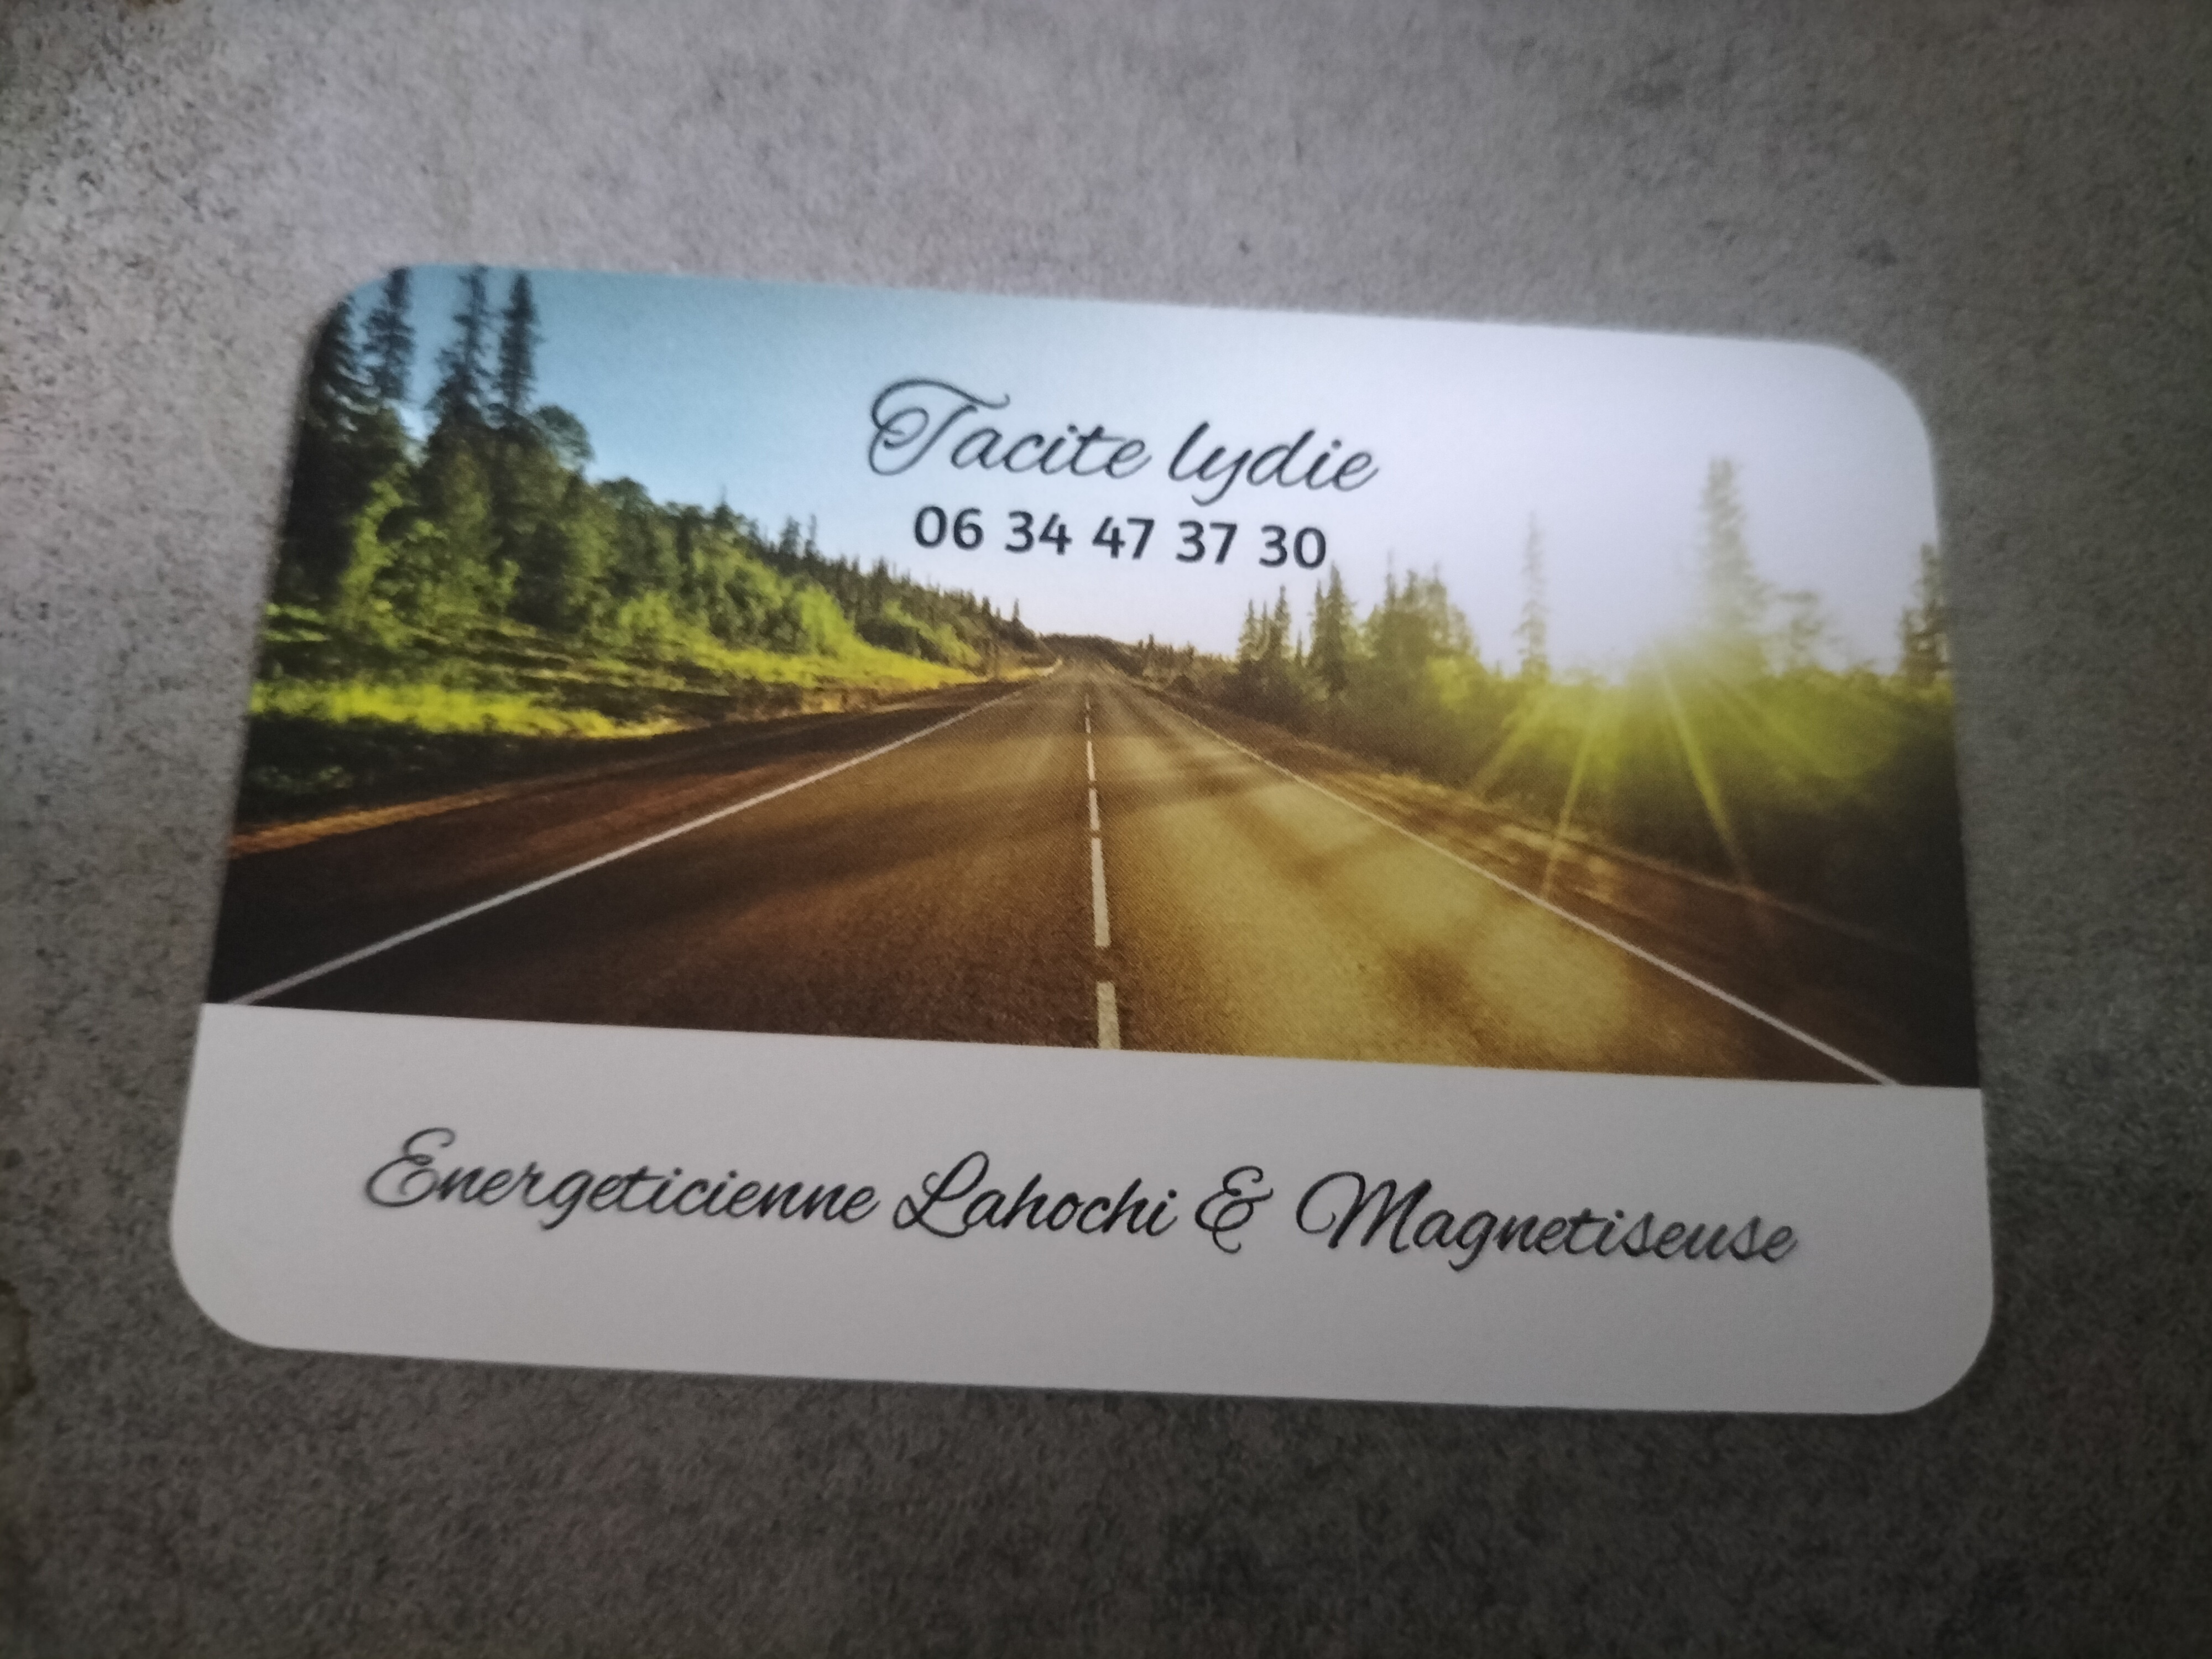 Tacite lydie
06 34 47 37 30
Energeticienne Lahochi & Magnetiseuse